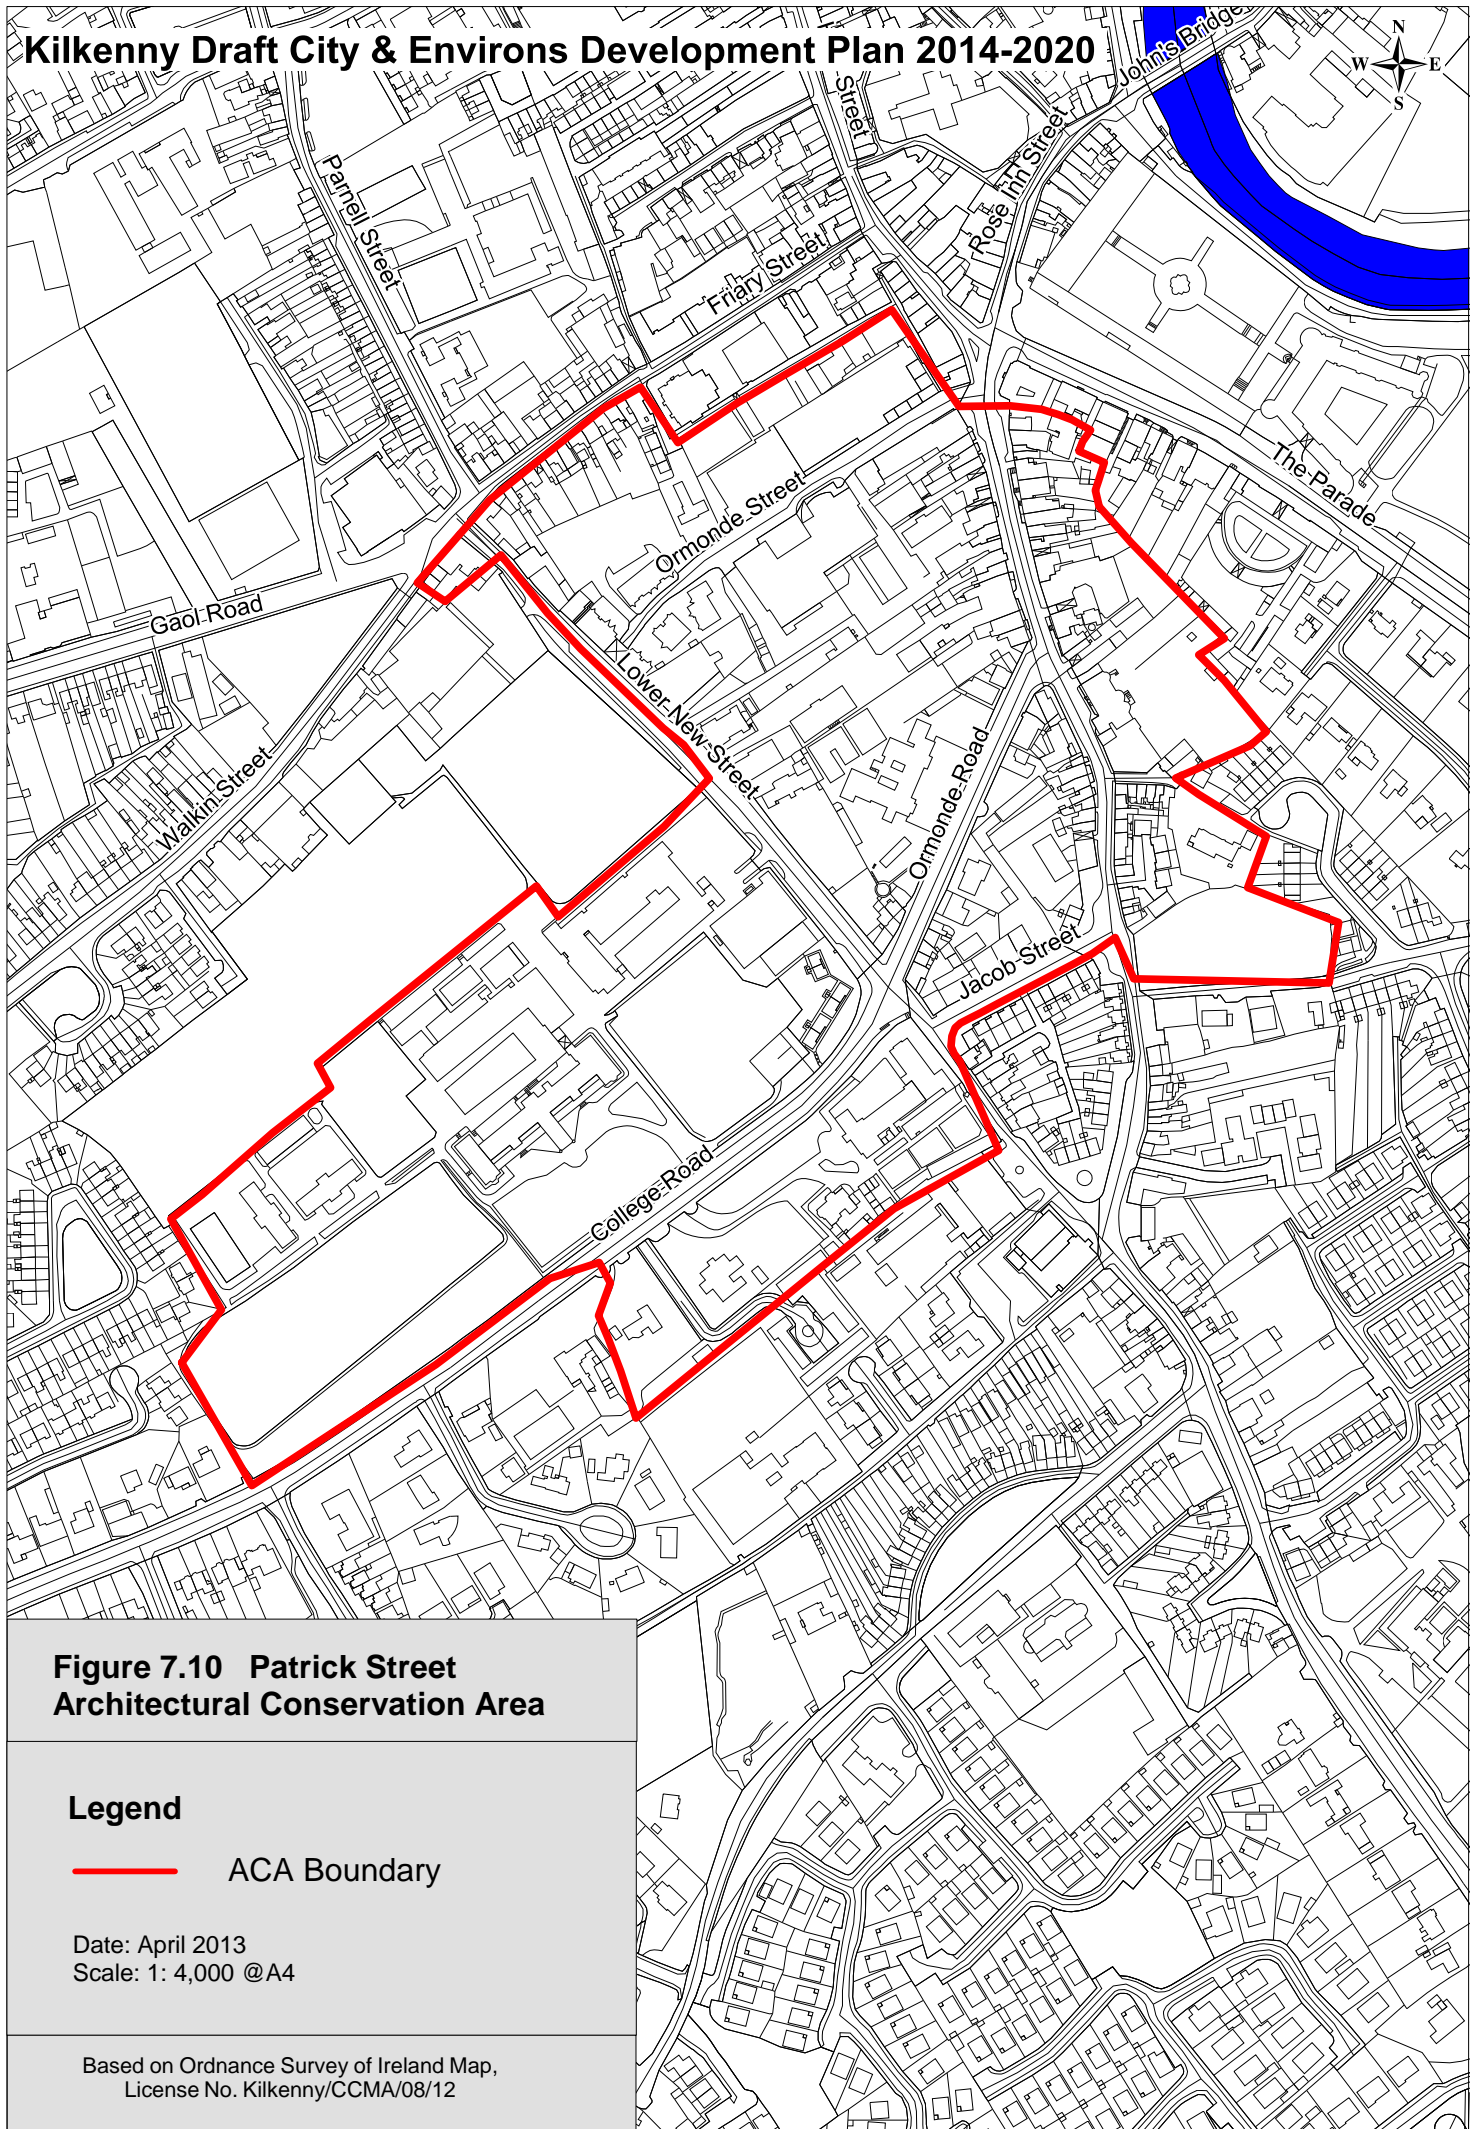 Kilkenny Draft City & Environs Development Plan 2014-2020
John's Bridge
N
W E
S
Street
Rose Inn Street
Parnell Street
Friary Street
The Parade
Ormonde Street
Gaol Road
Lower New Street
Walkin Street
Ormonde Road
Jacob Street
College Road
Figure 7.10 Patrick Street
Architectural Conservation Area
Legend
ACA Boundary
Date: April 2013
Scale: 1: 4,000 @A4
Based on Ordnance Survey of Ireland Map,
License No. Kilkenny/CCMA/08/12